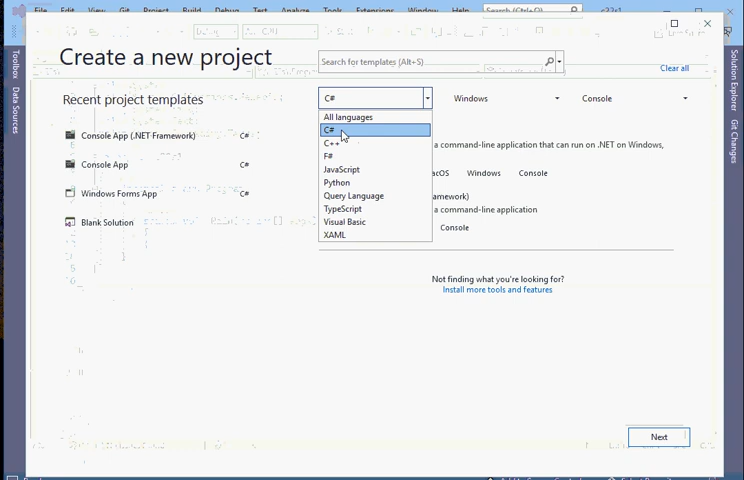 File Edit View Git Project Build Debug Test Analyze Tools Extensions Window Help Search (Ctrl+Q)
Create a new project
Search for templates (Alt+S)
Clear all
Recent project templates
C# Windows Console
All languages
C#
C++
F#
JavaScript
Python
Query Language
TypeScript
Visual Basic
XAML
Console App (.NET Framework) C#
Console App C#
Windows Forms App C#
Blank Solution
a command-line application that can run on .NET on Windows,
Windows Console
a command-line application
Console
Not finding what you're looking for?
Install more tools and features
Next
Toolbox
Data Sources
Solution Explorer
Git Changes